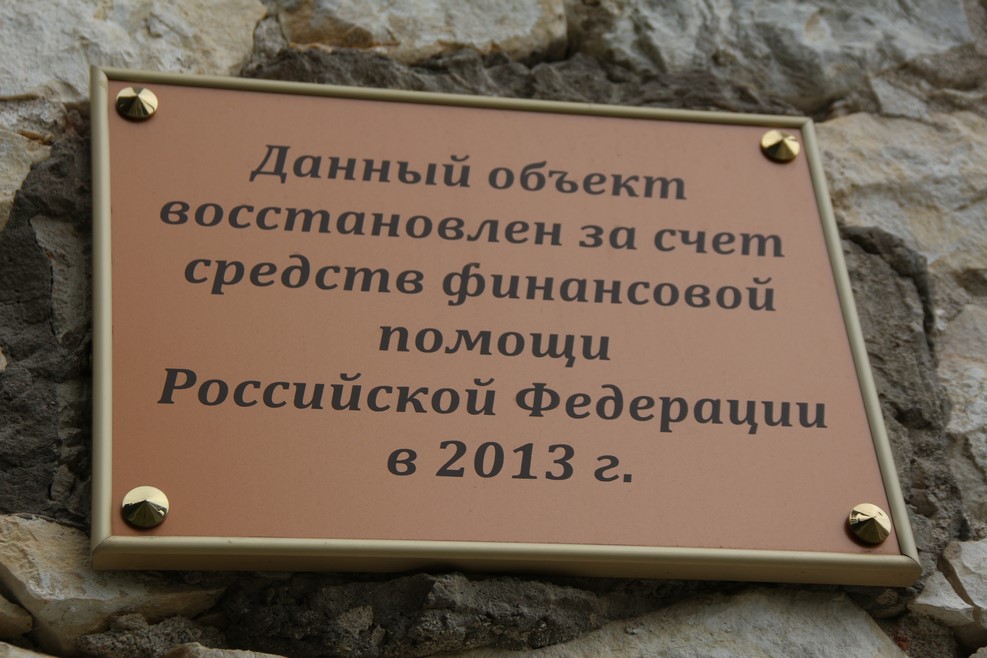 Данный объект
восстановлен за счет
средств финансовой
помощи
Российской Федерации
в 2013 г.